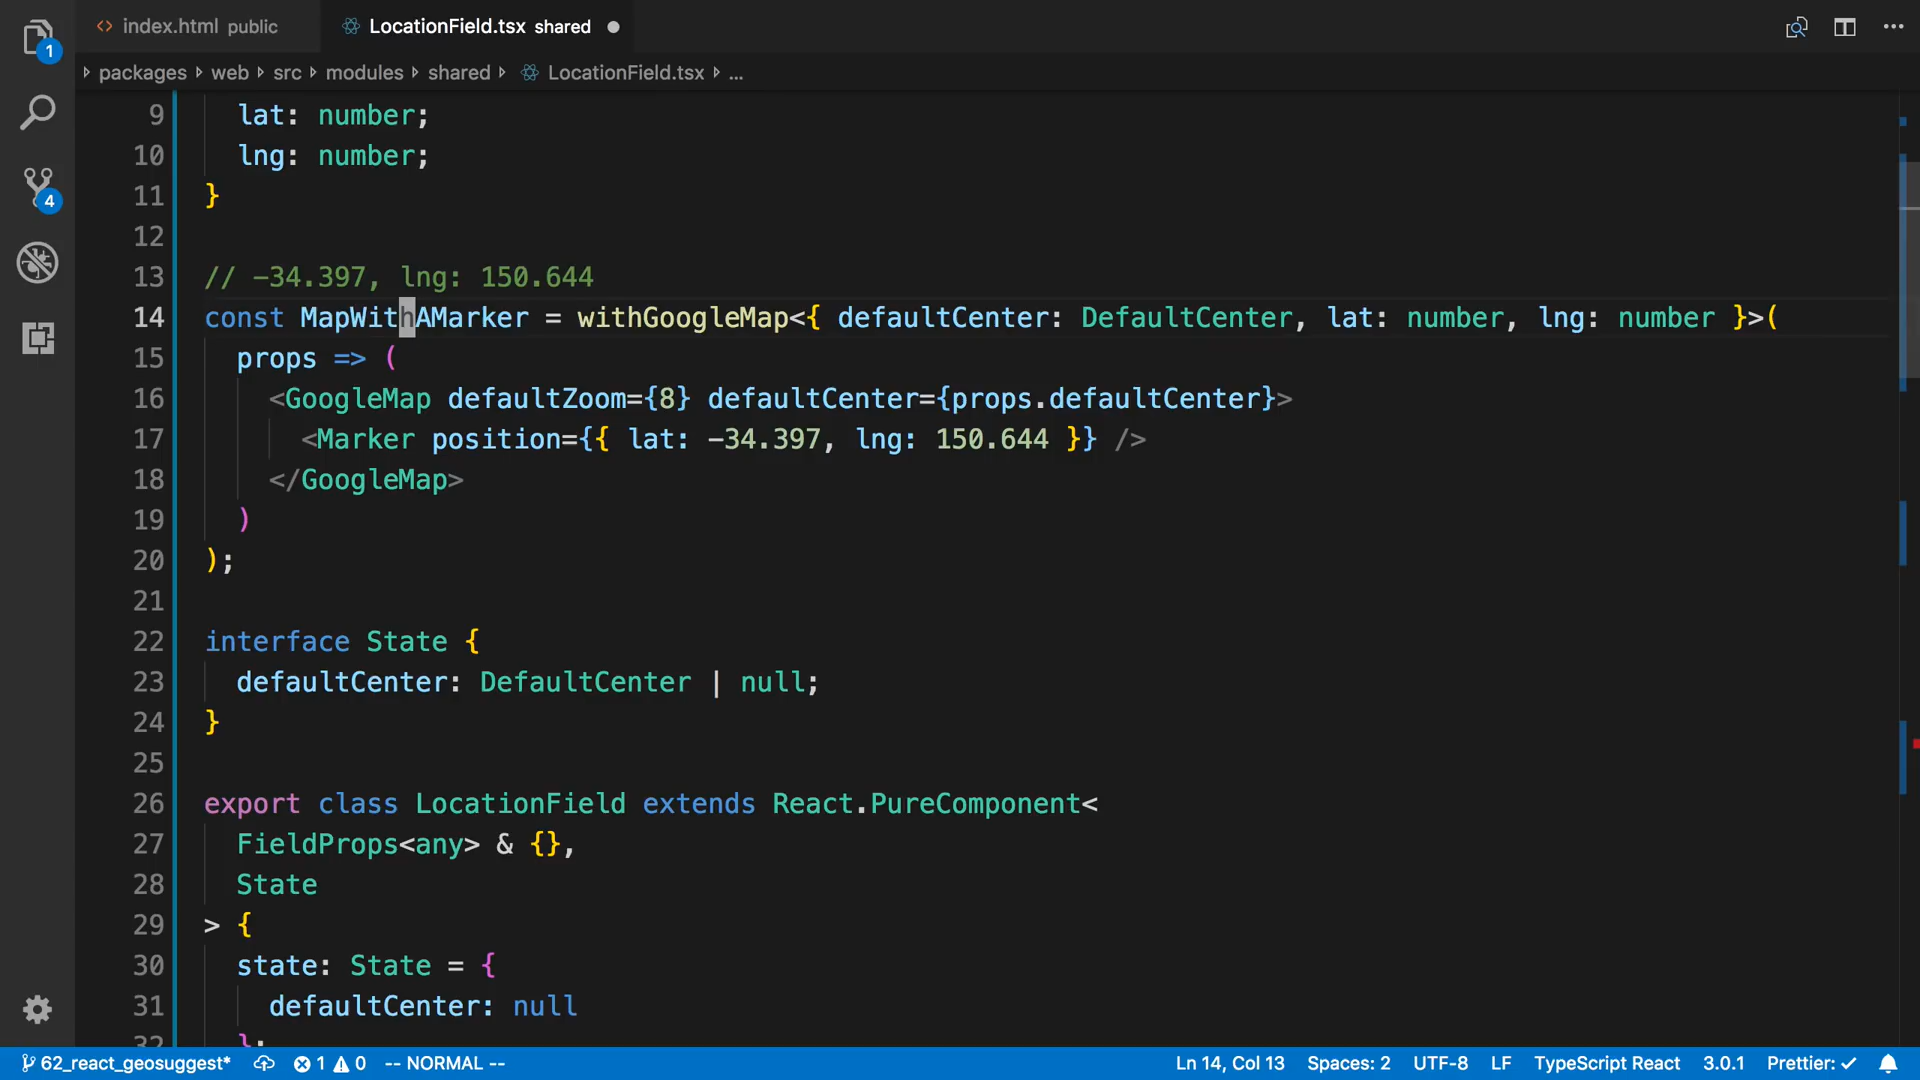 index.html public
LocationField.tsx shared
packages web src modules shared LocationField.tsx ...
1
4
9 lat: number;
10 lng: number;
11 }
12
13 // -34.397, lng: 150.644
14 const MapWithAMarker = withGoogleMap<{ defaultCenter: DefaultCenter, lat: number, lng: number }>(
15 props => (
16 <GoogleMap defaultZoom={8} defaultCenter={props.defaultCenter}>
17 <Marker position={{ lat: -34.397, lng: 150.644 }} />
18 </GoogleMap>
19 )
20 );
21
22 interface State {
23 defaultCenter: DefaultCenter | null;
24 }
25
26 export class LocationField extends React.PureComponent<
27 FieldProps<any> & {},
28 State
29 > {
30 state: State = {
31 defaultCenter: null
32 };
62_react_geosuggest* 1 0 -- NORMAL -- Ln 14, Col 13 Spaces: 2 UTF-8 LF TypeScript React 3.0.1 Prettier: ✓